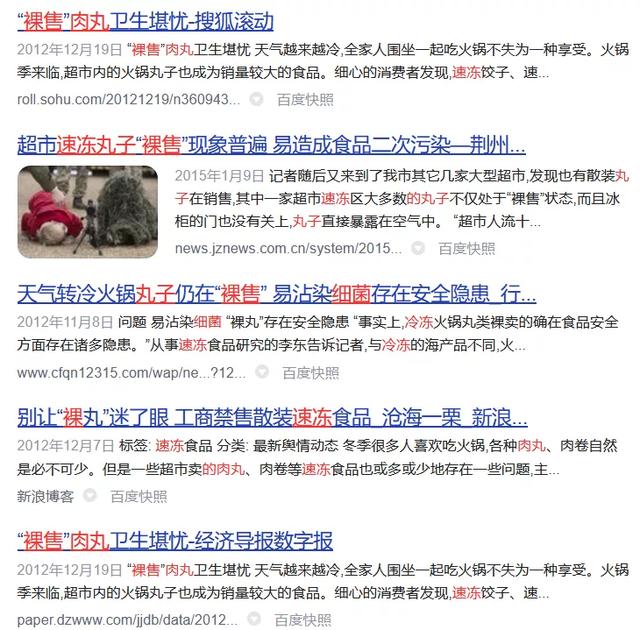 “裸售”肉丸卫生堪忧-搜狐滚动
2012年12月19日 “裸售”肉丸卫生堪忧 天气越来越冷,全家人围坐一起吃火锅不失为一种享受。火锅
季来临,超市内的火锅丸子也成为销量较大的食品。细心的消费者发现,速冻饺子、速...
roll.sohu.com/20121219/n360943... 百度快照
超市速冻丸子“裸售”现象普遍 易造成食品二次污染—荆州...
2015年1月9日 记者随后又来到了我市其它几家大型超市,发现也有散装丸
子在销售,其中一家超市速冻区大多数的丸子不仅处于“裸售”状态,而且冰
柜的门也没有关上,丸子直接暴露在空气中。 “超市人流十...
news.jznews.com.cn/system/2015... 百度快照
天气转冷火锅丸子仍在“裸售” 易沾染细菌存在安全隐患_行...
2012年11月8日 问题 易沾染细菌 “裸丸”存在安全隐患 “事实上,冷冻火锅丸类裸卖的确在食品安全
方面存在诸多隐患。”从事速冻食品研究的李东告诉记者,与冷冻的海产品不同,火...
www.cfqn12315.com/wap/ne...?12... 百度快照
别让“裸丸”迷了眼 工商禁售散装速冻食品_沧海一栗_新浪...
2012年12月7日 标签: 速冻食品 分类: 最新舆情动态 冬季很多人喜欢吃火锅,各种肉丸、肉卷自然
是必不可少。但是一些超市卖的肉丸、肉卷等速冻食品也或多或少地存在一些问题,主...
新浪博客 百度快照
“裸售”肉丸卫生堪忧-经济导报数字报
2012年12月19日 “裸售”肉丸卫生堪忧 天气越来越冷,全家人围坐一起吃火锅不失为一种享受。火锅
季来临,超市内的火锅丸子也成为销量较大的食品。细心的消费者发现,速冻饺子、速...
paper.dzwww.com/jjdb/data/2012... 百度快照